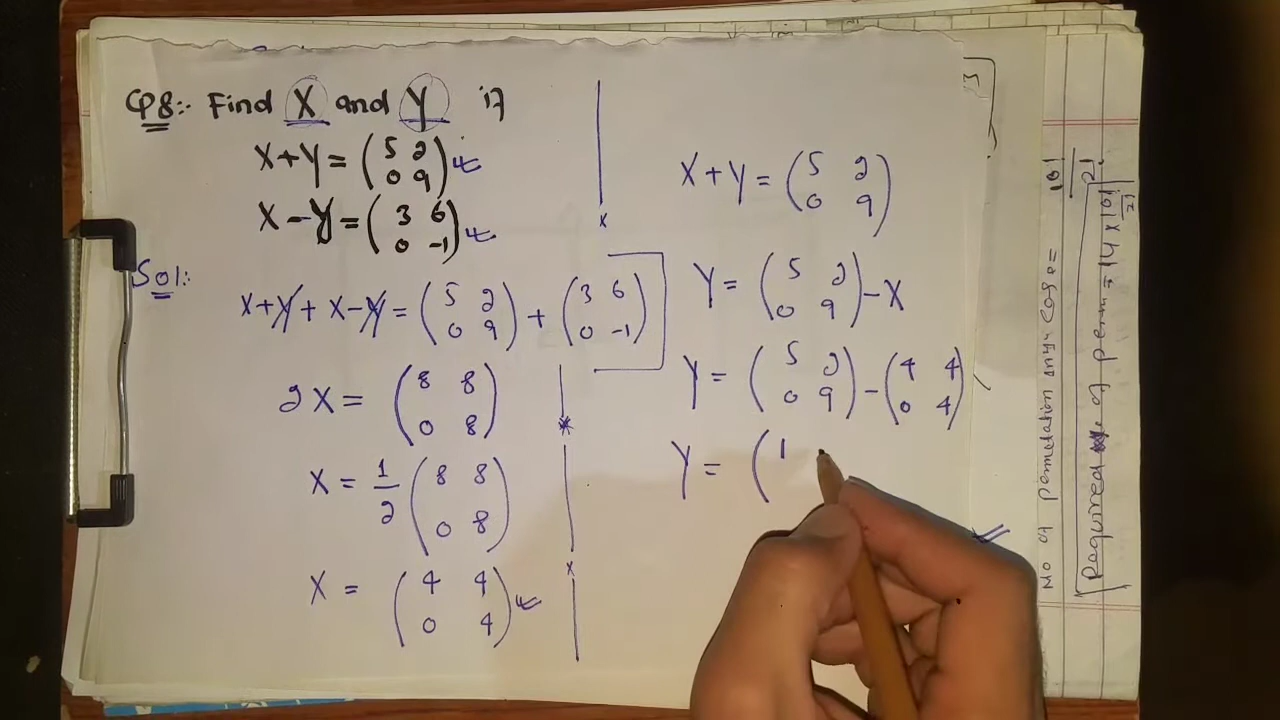 Q8:- Find X and Y if
X+Y = (5 2
0 9)
X-Y = (3 6
0 -1)
Sol:-
X+Y+X-Y = (5 2
0 9) + (3 6
0 -1)
2X = (8 8
0 8)
X = 1/2 (8 8
0 8)
X = (4 4
0 4)
X+Y = (5 2
0 9)
Y = (5 2
0 9) - X
Y = (5 2
0 9) - (4 4
0 4)
Y = (1